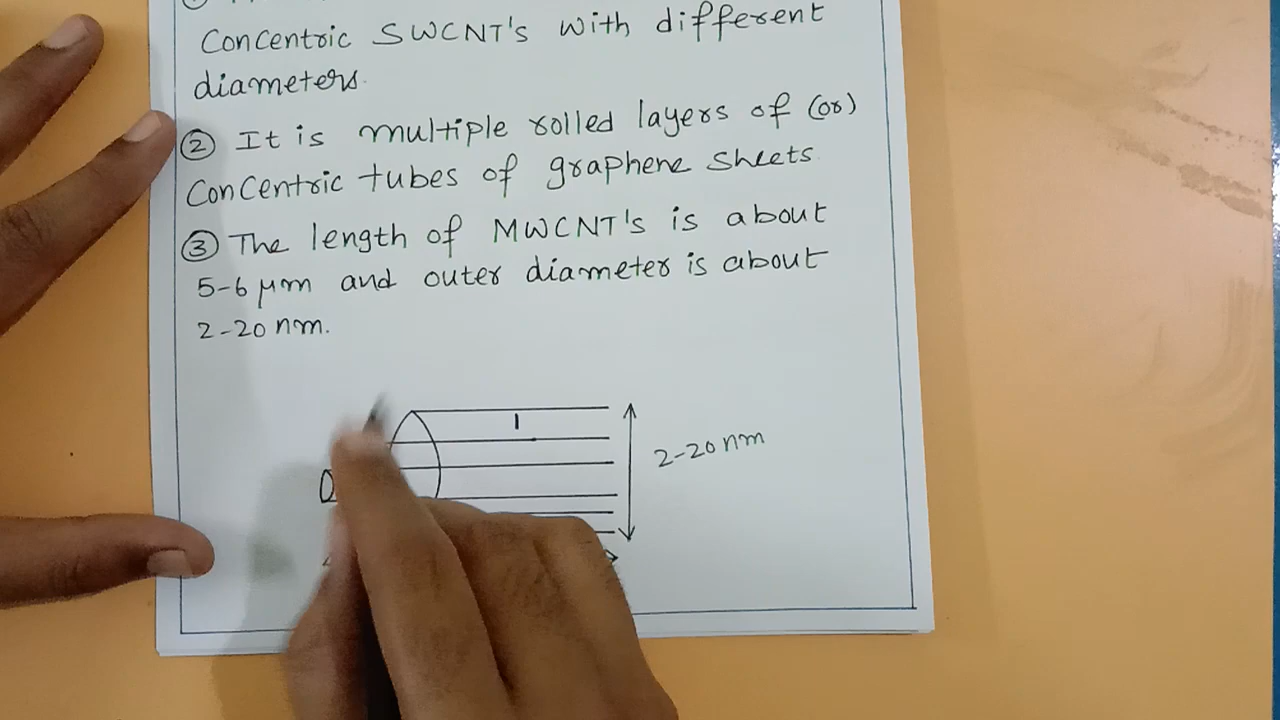 Concentric SWCNT's with different
diameters.
② It is multiple rolled layers of (or)
Concentric tubes of graphene sheets
③ The length of MWCNT's is about
5-6 μm and outer diameter is about
2-20 nm.
2-20 nm